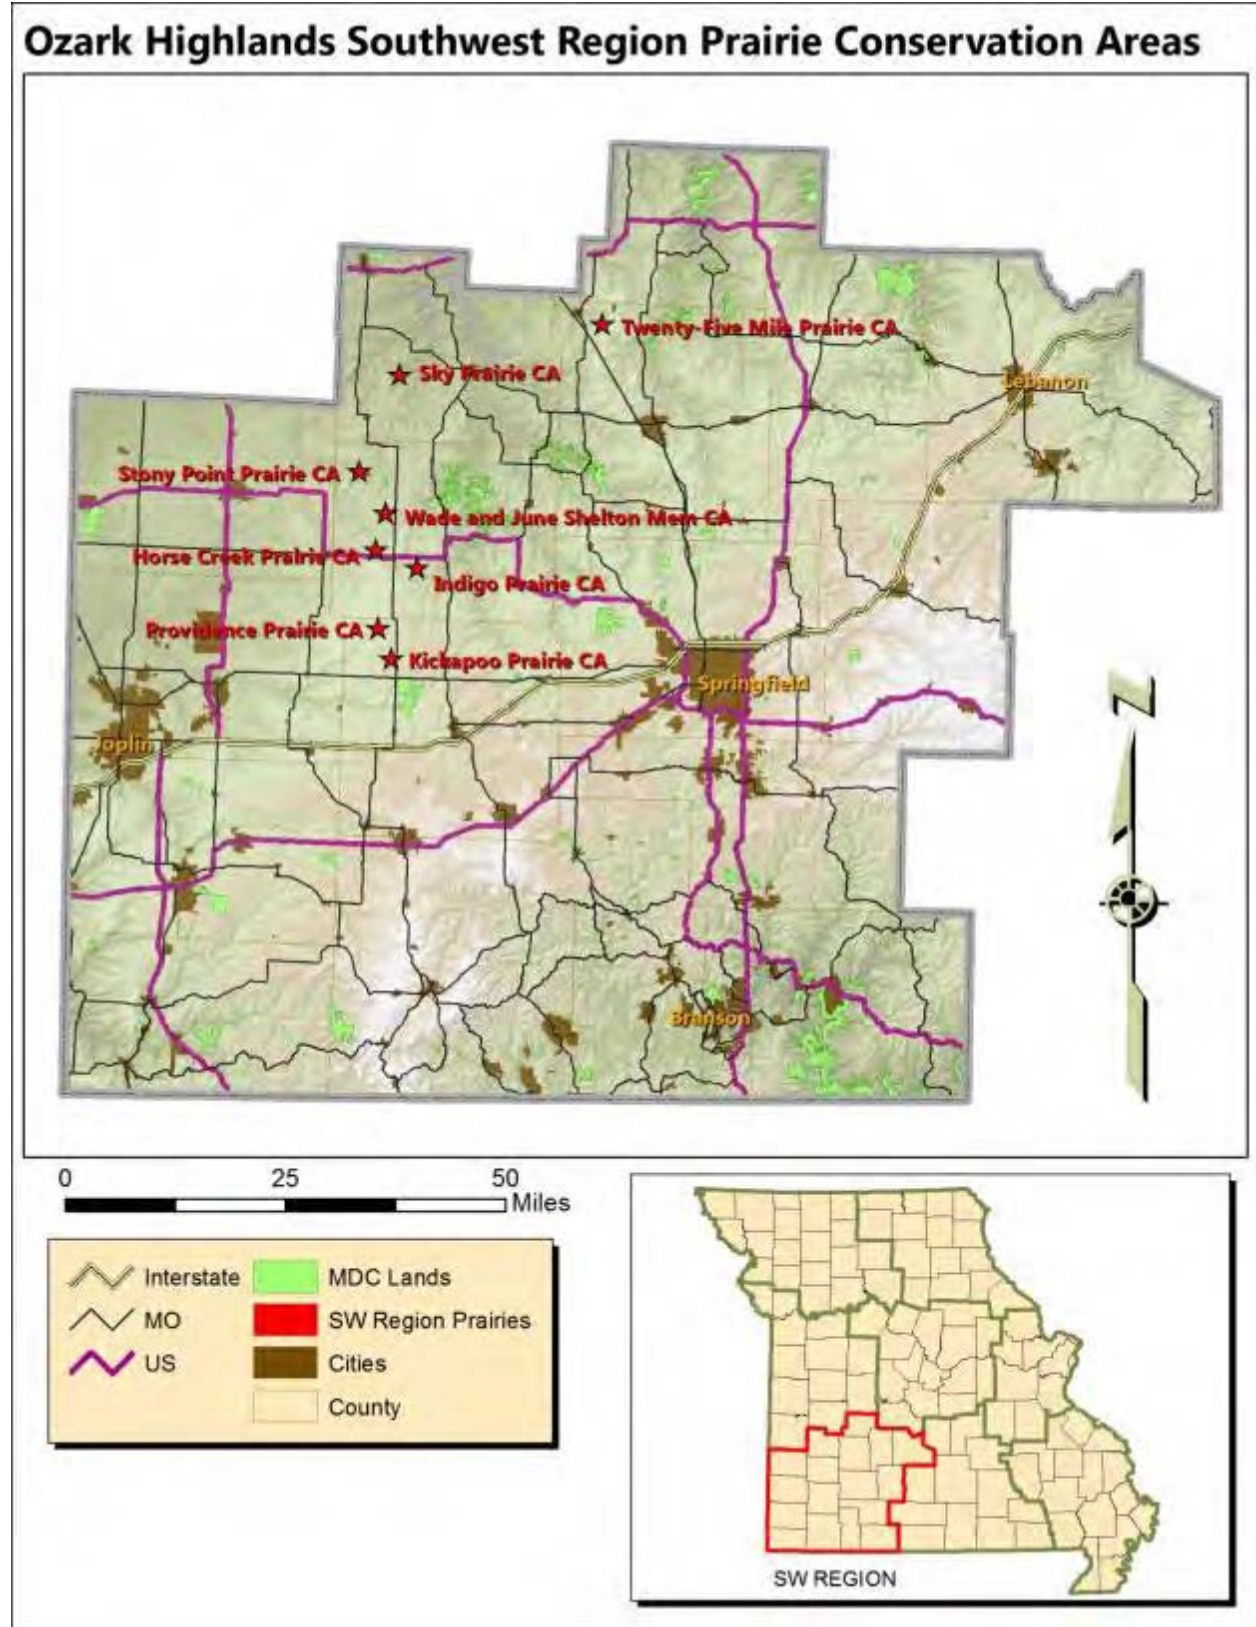 Ozark Highlands Southwest Region Prairie Conservation Areas
Twenty-Five Mile Prairie CA
Sky Prairie CA
Lebanon
Stony Point Prairie CA
Wade and June Shelton Mem CA
Horse Creek Prairie CA
Indigo Prairie CA
Providence Prairie CA
Kickapoo Prairie CA
Springfield
Joplin
Branson
N
0 25 50
Miles
Interstate
MO
US
MDC Lands
SW Region Prairies
Cities
County
SW REGION